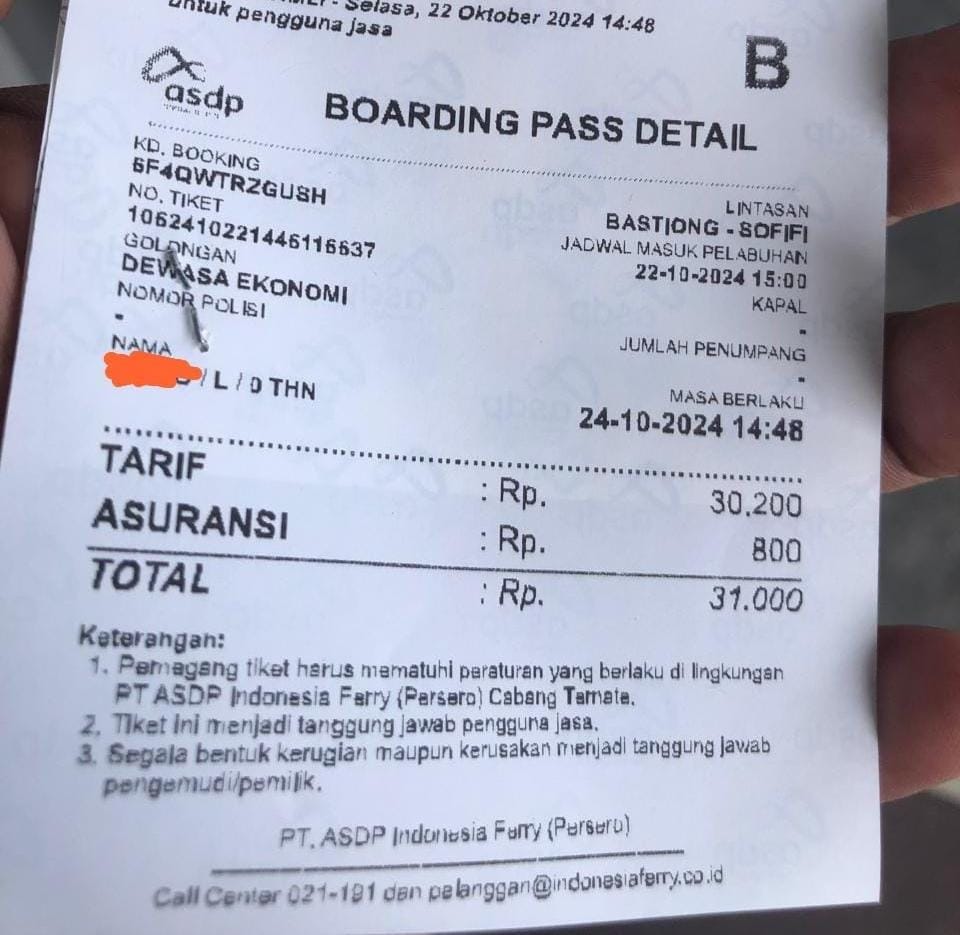 - Selasa, 22 Oktober 2024 14:48
untuk pengguna jasa
B
asdp
BOARDING PASS DETAIL
KD. BOOKING
6F4QWTRZGUSH
NO. TIKET
1062410221446116637
GOLONGAN
DEWASA EKONOMI
NOMOR POLISI
-
NAMA
/ L / 0 THN
LINTASAN
BASTIONG - SOFIFI
JADWAL MASUK PELABUHAN
22-10-2024 15:00
KAPAL
-
JUMLAH PENUMPANG
-
MASA BERLAKU
24-10-2024 14:48
TARIF : Rp. 30,200
ASURANSI : Rp. 800
TOTAL : Rp. 31.000
Keterangan:
1. Pemegang tiket harus mematuhi peraturan yang berlaku di lingkungan
PT ASDP Indonesia Ferry (Persero) Cabang Ternate.
2. Tiket ini menjadi tanggung jawab pengguna jasa.
3. Segala bentuk kerugian maupun kerusakan menjadi tanggung jawab
pengemudi/pemilik.
PT. ASDP Indonesia Ferry (Persero)
Call Center 021-191 dan pelanggan@indonesiaferry.co.id